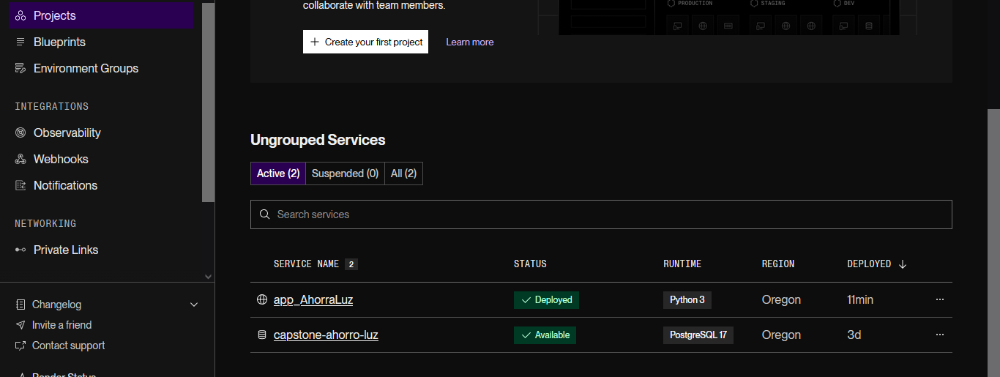 Projects
Blueprints
Environment Groups
INTEGRATIONS
Observability
Webhooks
Notifications
NETWORKING
Private Links
Changelog
Invite a friend
Contact support
Render Status
collaborate with team members.
+ Create your first project
Learn more
PRODUCTION
STAGING
DEV
Ungrouped Services
Active (2)
Suspended (0)
All (2)
Search services
SERVICE NAME 2 STATUS RUNTIME REGION DEPLOYED ↓
app_AhorraLuz ✓ Deployed Python 3 Oregon 11min ...
capstone-ahorro-luz ✓ Available PostgreSQL 17 Oregon 3d ...